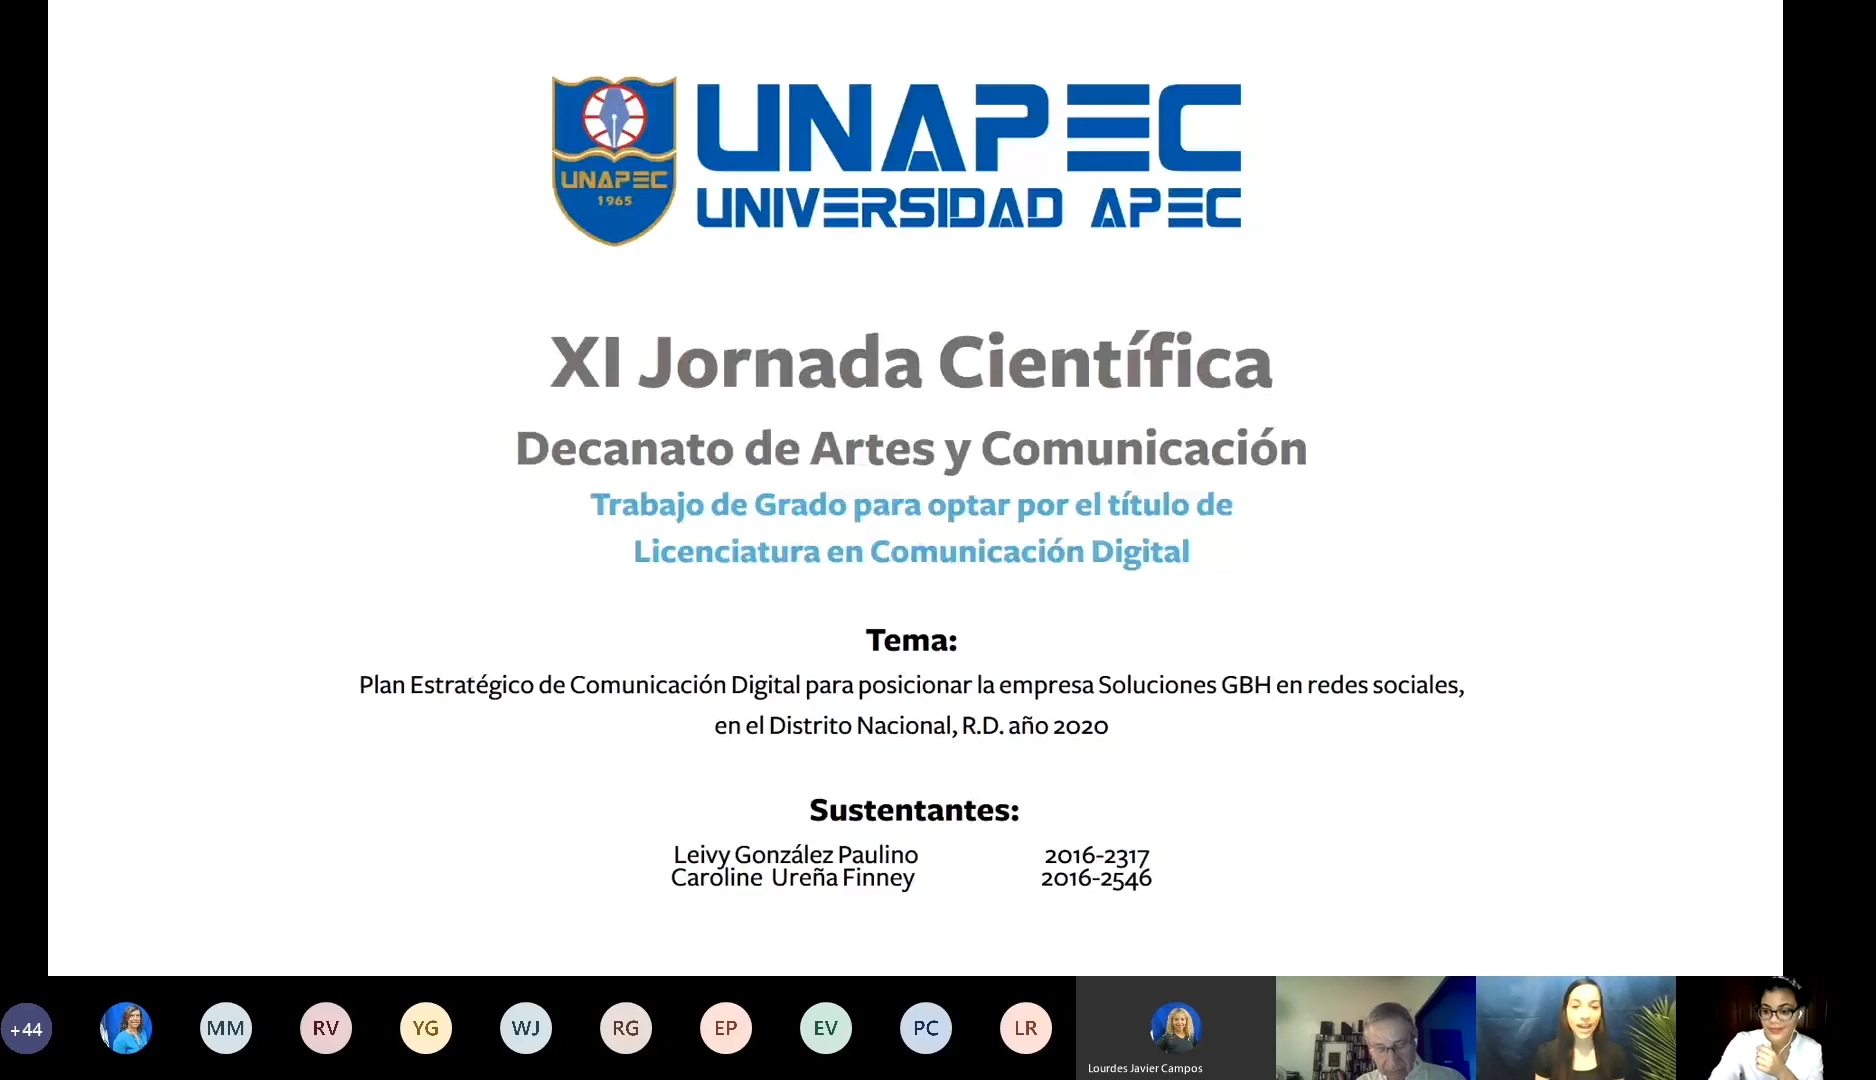 UNAPEC
1965
UNAPEC
UNIVERSIDAD APEC
XI Jornada Científica
Decanato de Artes y Comunicación
Trabajo de Grado para optar por el título de
Licenciatura en Comunicación Digital
Tema:
Plan Estratégico de Comunicación Digital para posicionar la empresa Soluciones GBH en redes sociales,
en el Distrito Nacional, R.D. año 2020
Sustentantes:
Leivy González Paulino 2016-2317
Caroline Ureña Finney 2016-2546
+44 MM RV YG WJ RG EP EV PC LR
Lourdes Javier Campos